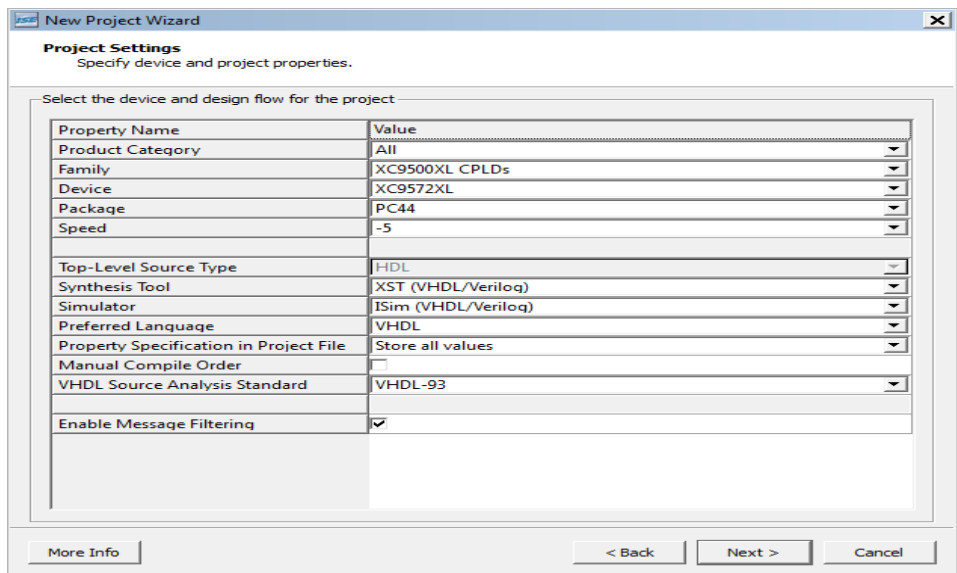 ISE New Project Wizard
Project Settings
Specify device and project properties.
Select the device and design flow for the project
Property Name Value
Product Category All
Family XC9500XL CPLDs
Device XC9572XL
Package PC44
Speed -5
Top-Level Source Type HDL
Synthesis Tool XST (VHDL/Verilog)
Simulator ISim (VHDL/Verilog)
Preferred Language VHDL
Property Specification in Project File Store all values
Manual Compile Order
VHDL Source Analysis Standard VHDL-93
Enable Message Filtering
More Info < Back Next > Cancel